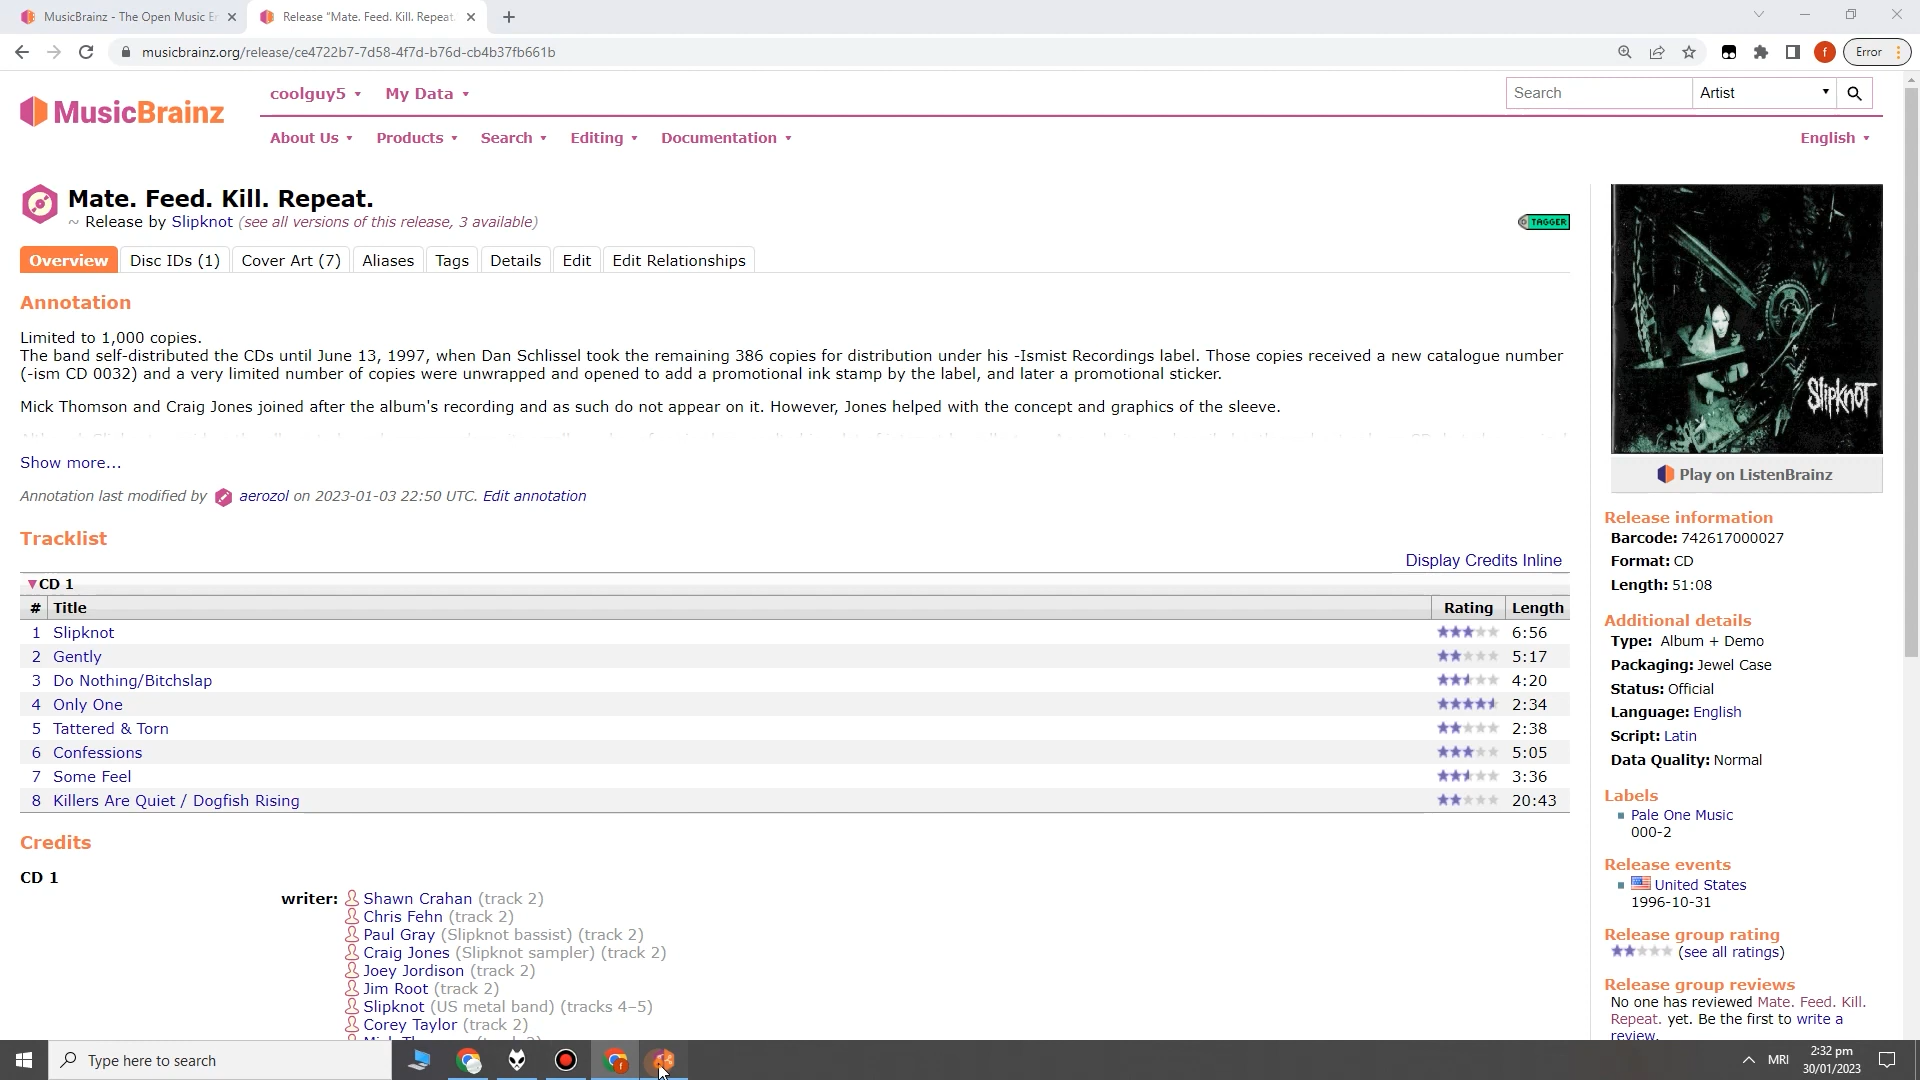 MusicBrainz - The Open Music En
Release "Mate. Feed. Kill. Repeat.
musicbrainz.org/release/ce4722b7-7d58-4f7d-b76d-cb4b37fb661b
f
Error
MusicBrainz
coolguy5
My Data
Search
Artist
About Us
Products
Search
Editing
Documentation
English
Mate. Feed. Kill. Repeat.
~ Release by Slipknot (see all versions of this release, 3 available)
TAGGER
Overview
Disc IDs (1)
Cover Art (7)
Aliases
Tags
Details
Edit
Edit Relationships
Annotation
Limited to 1,000 copies.
The band self-distributed the CDs until June 13, 1997, when Dan Schlissel took the remaining 386 copies for distribution under his -Ismist Recordings label. Those copies received a new catalogue number
(-ism CD 0032) and a very limited number of copies were unwrapped and opened to add a promotional ink stamp by the label, and later a promotional sticker.
Mick Thomson and Craig Jones joined after the album's recording and as such do not appear on it. However, Jones helped with the concept and graphics of the sleeve.
Show more...
Annotation last modified by aerozol on 2023-01-03 22:50 UTC. Edit annotation
Tracklist
Display Credits Inline
▼CD 1
# Title Rating Length
1 Slipknot 6:56
2 Gently 5:17
3 Do Nothing/Bitchslap 4:20
4 Only One 2:34
5 Tattered & Torn 2:38
6 Confessions 5:05
7 Some Feel 3:36
8 Killers Are Quiet / Dogfish Rising 20:43
Credits
CD 1
writer: Shawn Crahan (track 2)
Chris Fehn (track 2)
Paul Gray (Slipknot bassist) (track 2)
Craig Jones (Slipknot sampler) (track 2)
Joey Jordison (track 2)
Jim Root (track 2)
Slipknot (US metal band) (tracks 4–5)
Corey Taylor (track 2)
SlipknoT
Play on ListenBrainz
Release information
Barcode: 742617000027
Format: CD
Length: 51:08
Additional details
Type: Album + Demo
Packaging: Jewel Case
Status: Official
Language: English
Script: Latin
Data Quality: Normal
Labels
Pale One Music
000-2
Release events
United States
1996-10-31
Release group rating
(see all ratings)
Release group reviews
No one has reviewed Mate. Feed. Kill.
Repeat. yet. Be the first to write a
review.
Type here to search
MRI
2:32 pm
30/01/2023